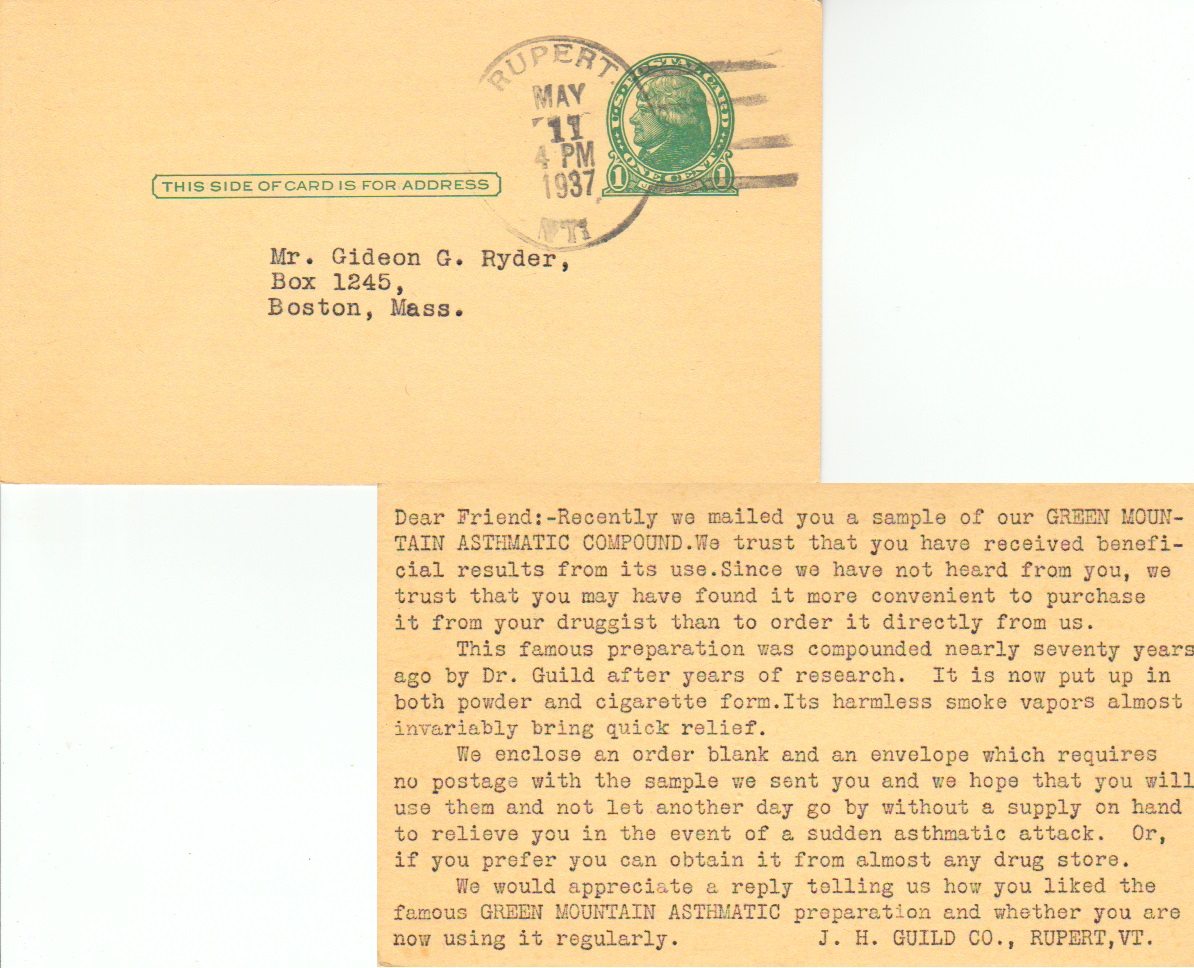 RUPERT.
MAY
11
4 PM
1937
VT.
U.S. POSTAL CARD
ONE CENT
1 JEFFERSON 1
THIS SIDE OF CARD IS FOR ADDRESS
Mr. Gideon G. Ryder,
Box 1245,
Boston, Mass.
Dear Friend:-Recently we mailed you a sample of our GREEN MOUN-
TAIN ASTHMATIC COMPOUND.We trust that you have received benefi-
cial results from its use.Since we have not heard from you, we
trust that you may have found it more convenient to purchase
it from your druggist than to order it directly from us.
This famous preparation was compounded nearly seventy years
ago by Dr. Guild after years of research.  It is now put up in
both powder and cigarette form.Its harmless smoke vapors almost
invariably bring quick relief.
We enclose an order blank and an envelope which requires
no postage with the sample we sent you and we hope that you will
use them and not let another day go by without a supply on hand
to relieve you in the event of a sudden asthmatic attack.  Or,
if you prefer you can obtain it from almost any drug store.
We would appreciate a reply telling us how you liked the
famous GREEN MOUNTAIN ASTHMATIC preparation and whether you are
now using it regularly. J. H. GUILD CO., RUPERT,VT.